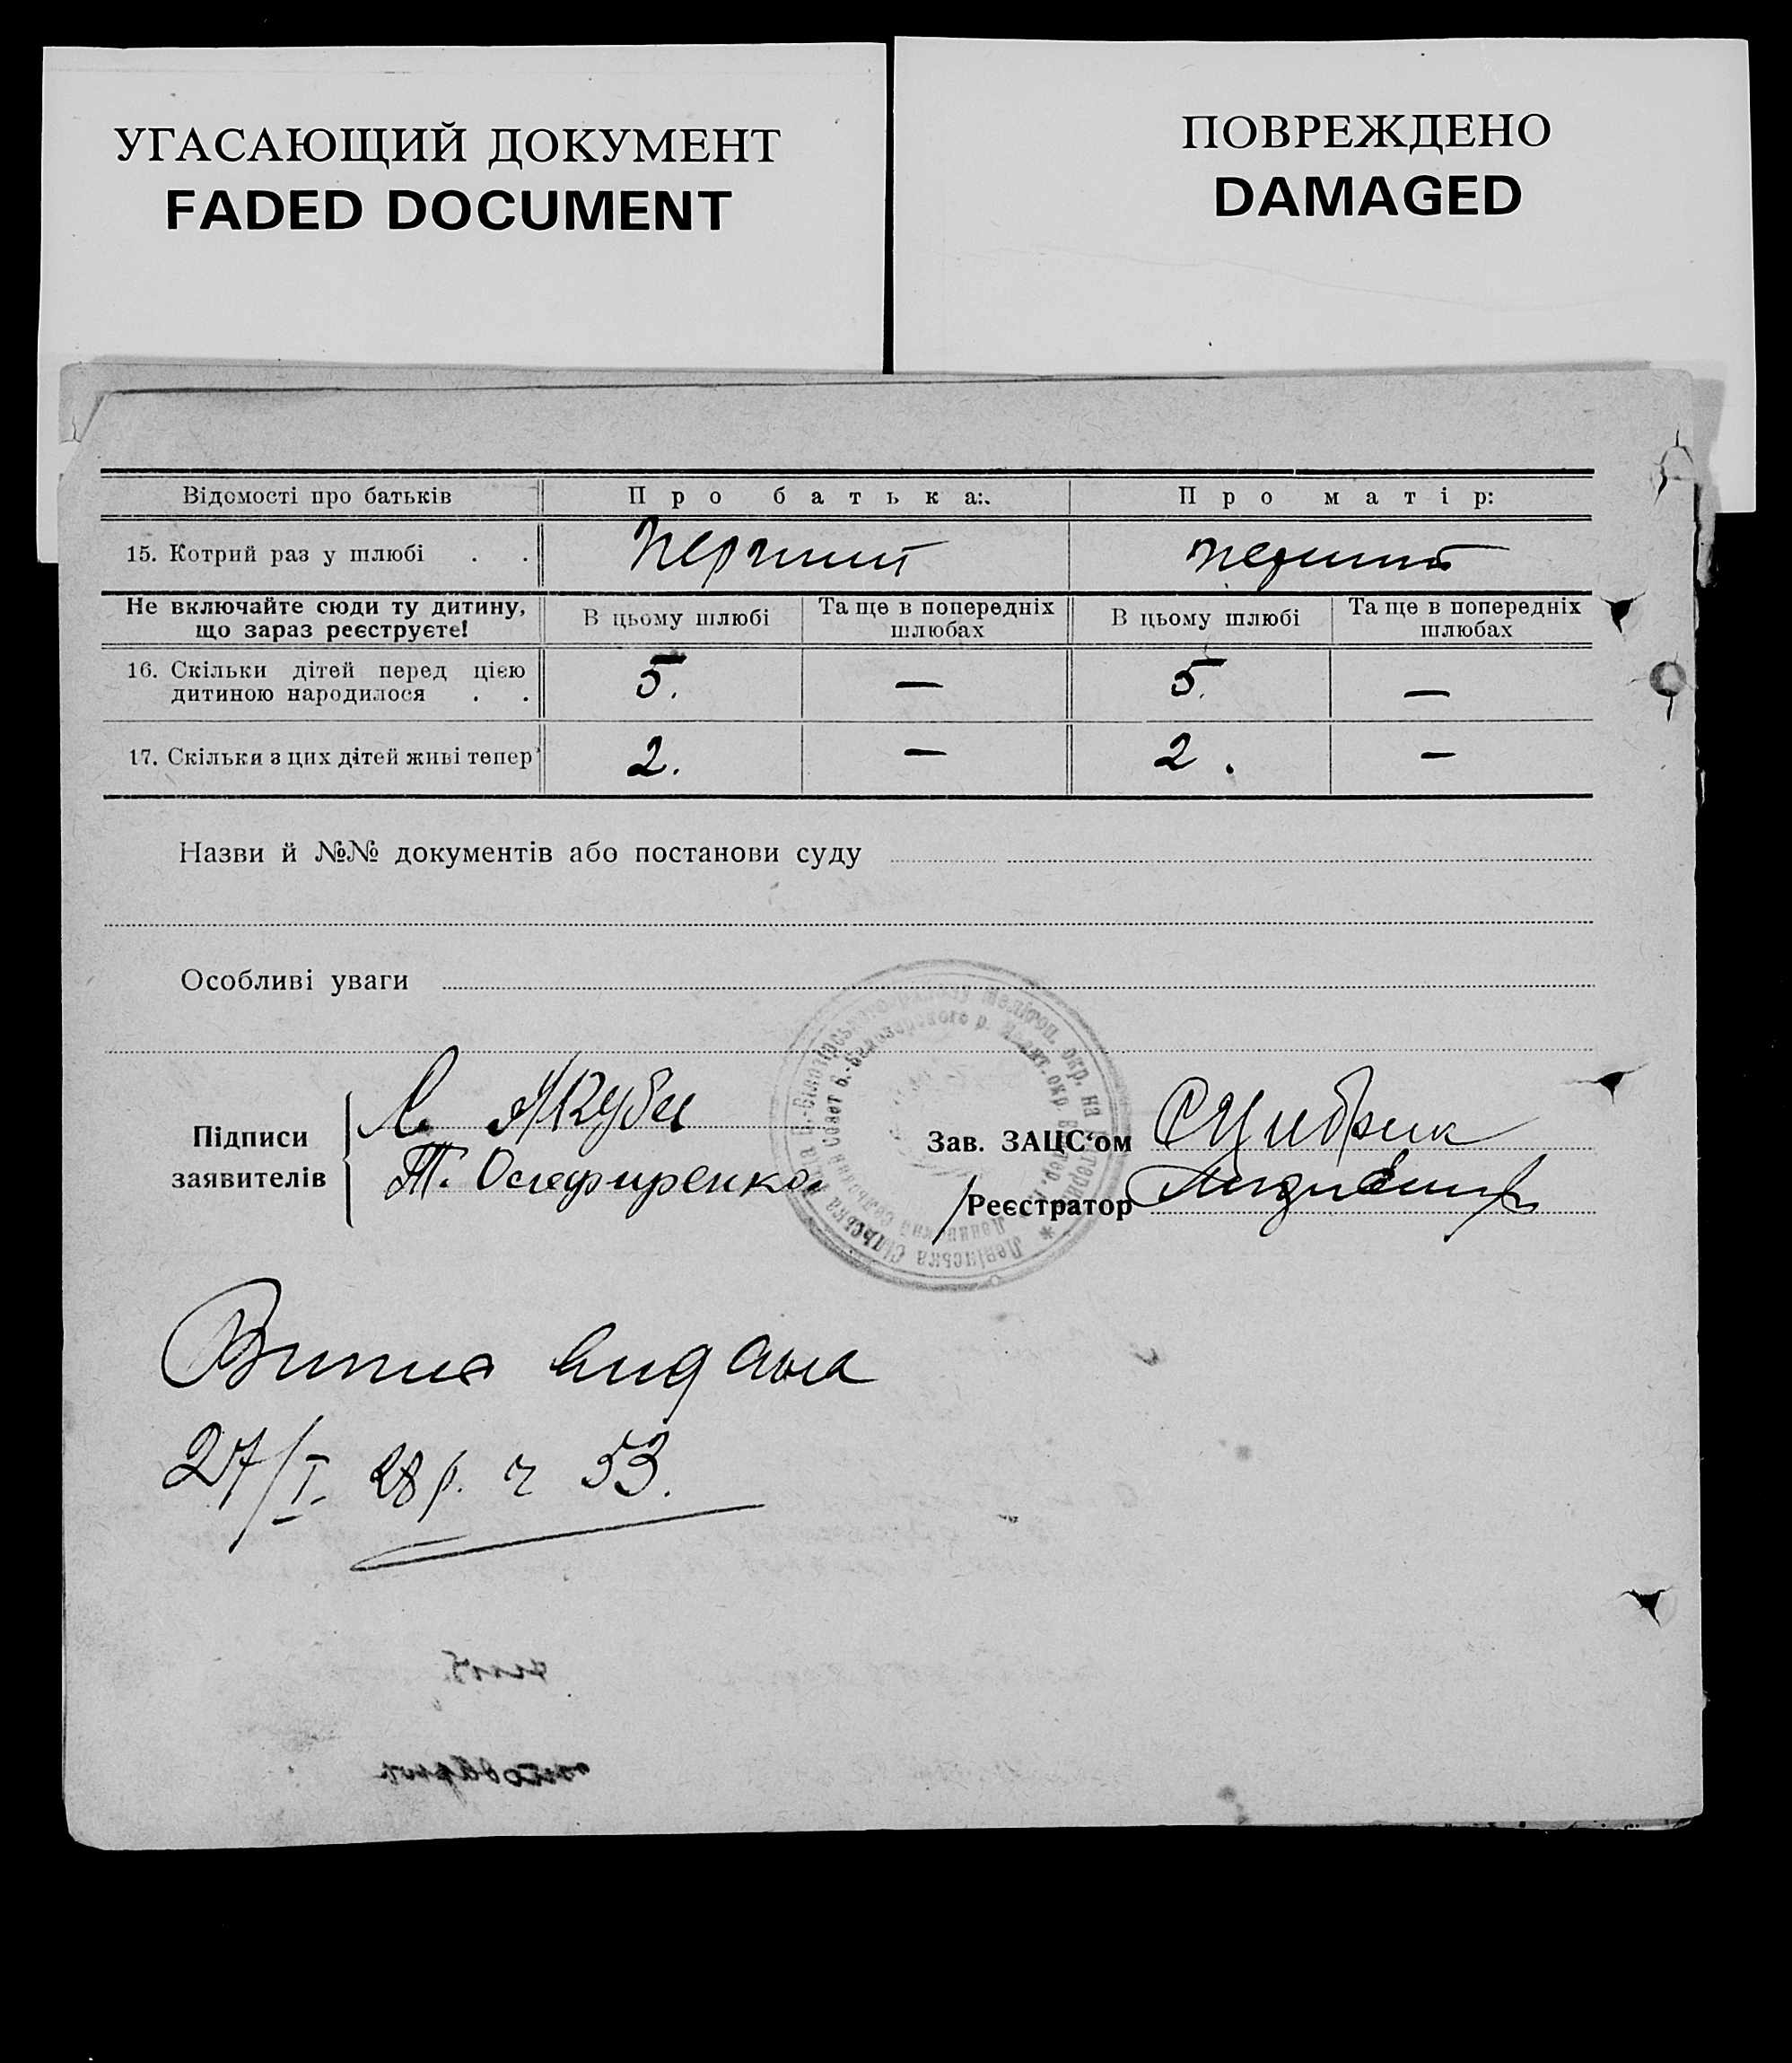 УГАСАЮЩИЙ ДОКУМЕНТ
FADED DOCUMENT
ПОВРЕЖДЕНО
DAMAGED
Відомості про батьків Про батька: Про матір:
15. Котрий раз у шлюбі . . Перший перший
Не включайте сюди ту дитину, що зараз реєструєте! В цьому шлюбі Та ще в попередніх шлюбах В цьому шлюбі Та ще в попередніх шлюбах
16. Скільки дітей перед цією дитиною народилося . . 5. — 5. —
17. Скільки з цих дітей живі тепер 2. — 2. —
Назви й №№ документів або постанови суду
Особливі уваги
Підписи заявителів
Т. Олефиренко
Зав. ЗАЦС‘ом
Реєстратор
Випис видана
27/I. 28 р. ч 53.